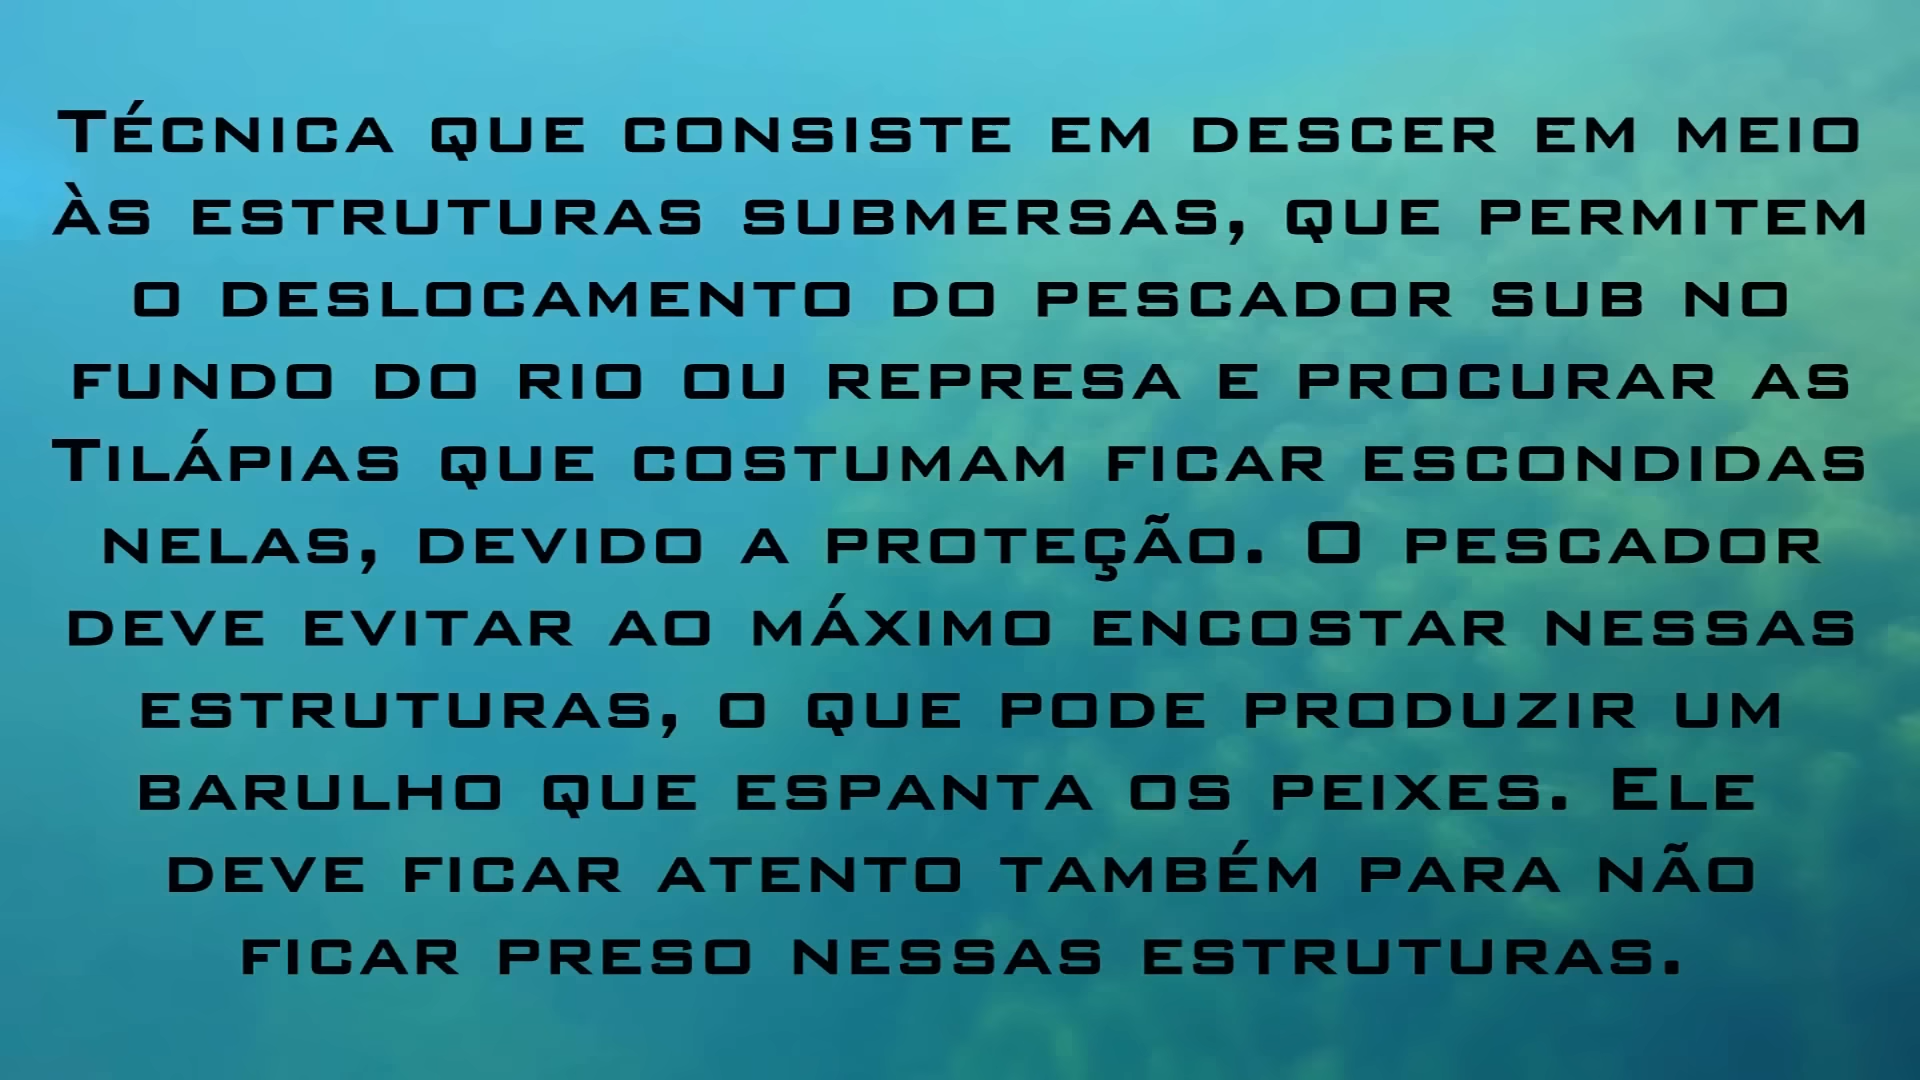 Técnica que consiste em descer em meio
às estruturas submersas, que permitem
o deslocamento do pescador sub no
fundo do rio ou represa e procurar as
Tilápias que costumam ficar escondidas
nelas, devido a proteção. O pescador
deve evitar ao máximo encostar nessas
estruturas, o que pode produzir um
barulho que espanta os peixes. Ele
deve ficar atento também para não
ficar preso nessas estruturas.